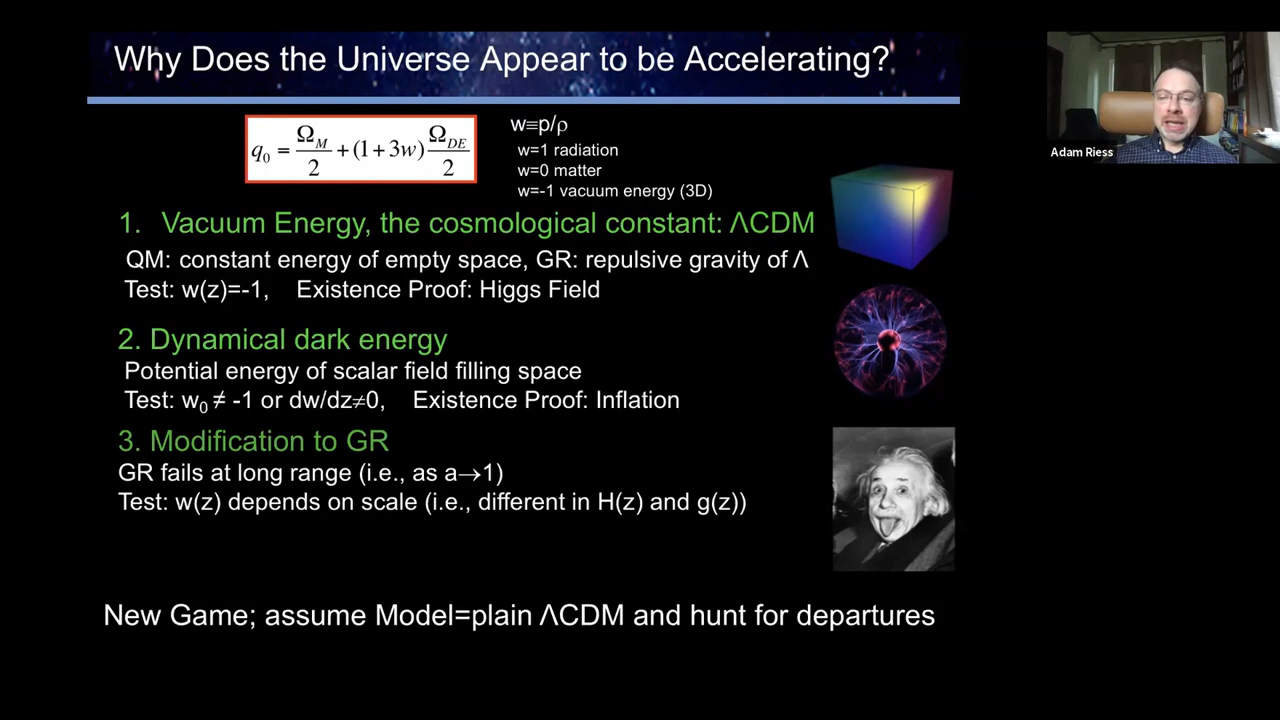 Why Does the Universe Appear to be Accelerating?
Adam Riess
q₀ = Ω_M/2 + (1+3w) Ω_DE/2
w≡p/ρ
w=1 radiation
w=0 matter
w=-1 vacuum energy (3D)
1. Vacuum Energy, the cosmological constant: ΛCDM
QM: constant energy of empty space, GR: repulsive gravity of Λ
Test: w(z)=-1, Existence Proof: Higgs Field
2. Dynamical dark energy
Potential energy of scalar field filling space
Test: w₀ ≠ -1 or dw/dz≠0, Existence Proof: Inflation
3. Modification to GR
GR fails at long range (i.e., as a→1)
Test: w(z) depends on scale (i.e., different in H(z) and g(z))
New Game; assume Model=plain ΛCDM and hunt for departures